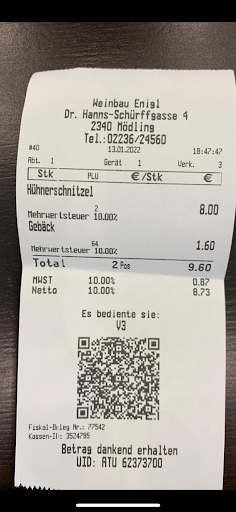 Weinbau Enigl
Dr. Hanns-Schürffgasse 4
2340 Mödling
Tel.:02236/24560
#40 13.01.2022 18:47:47
Abt. 1 Gerät 1 Verk. 3
Stk PLU €/Stk €
Hühnerschnitzel
2 8.00
Mehrwertsteuer 10.00%
Gebäck
64 1.60
Mehrwertsteuer 10.00%
Total 2 Pos 9.60
MWST 10.00% 0.87
Netto 10.00% 8.73
Es bediente sie:
V3
Fiskal-Beleg Nr.: 77542
Kassen-ID: 3524795
Betrag dankend erhalten
UID: ATU 62373700